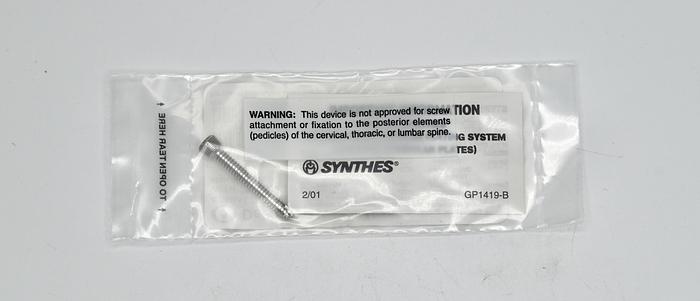 TO OPEN TEAR HERE
WARNING: This device is not approved for screw
attachment or fixation to the posterior elements
(pedicles) of the cervical, thoracic, or lumbar spine.
TION
G SYSTEM
PLATES)
SYNTHES®
2/01
GP1419-B